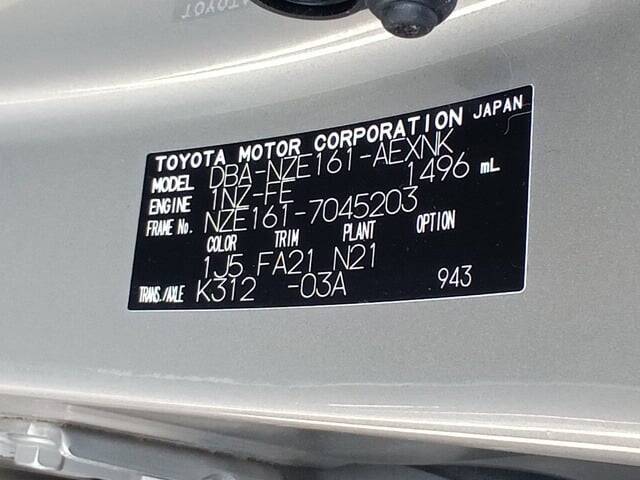 TOYOTA MOTOR CORPORATION JAPAN
MODEL DBA-NZE161-AEXNK
ENGINE 1NZ-FE 1496 mL
FRAME No. NZE161-7045203
COLOR TRIM PLANT OPTION
1J5 FA21 N21
TRANS./AXLE K312 -03A 943